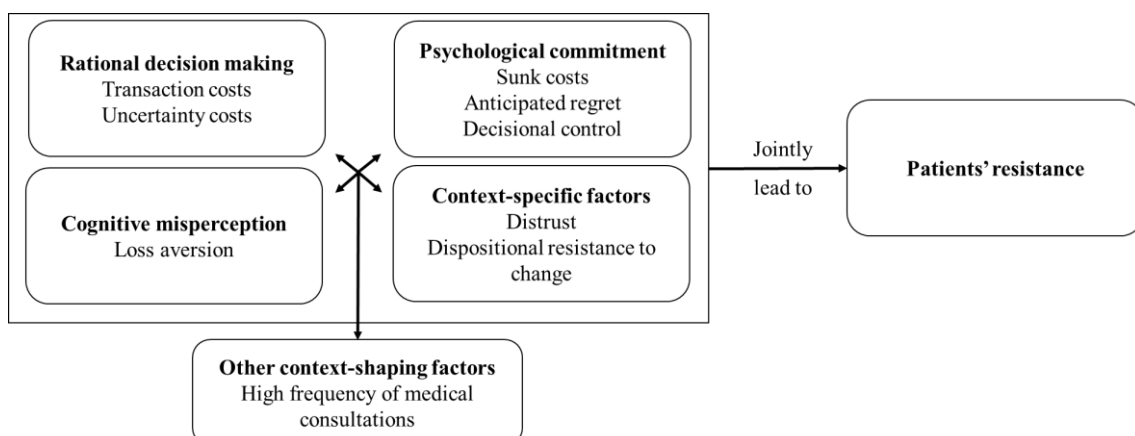 Rational decision making
Transaction costs
Uncertainty costs
Psychological commitment
Sunk costs
Anticipated regret
Decisional control
Cognitive misperception
Loss aversion
Context-specific factors
Distrust
Dispositional resistance to
change
Jointly
lead to
Patients’ resistance
Other context-shaping factors
High frequency of medical
consultations